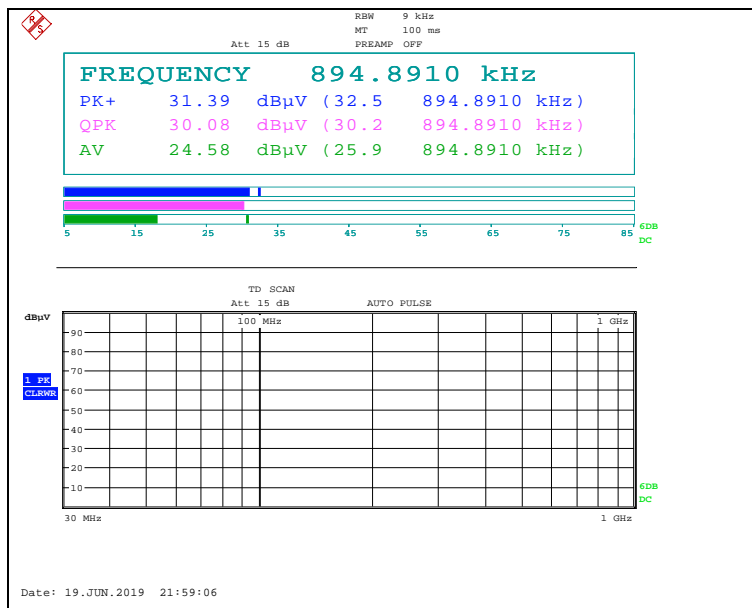 R S
RBW 9 kHz
MT 100 ms
Att 15 dB PREAMP OFF
FREQUENCY 894.8910 kHz
PK+ 31.39 dBµV (32.5 894.8910 kHz)
QPK 30.08 dBµV (30.2 894.8910 kHz)
AV 24.58 dBµV (25.9 894.8910 kHz)
5 15 25 35 45 55 65 75 85
6DB
DC
TD SCAN
Att 15 dB AUTO PULSE
dBµV
100 MHz 1 GHz
90
80
70
1 PK
60
CLRWR
50
40
30
20
10
6DB
DC
30 MHz 1 GHz
Date: 19.JUN.2019 21:59:06